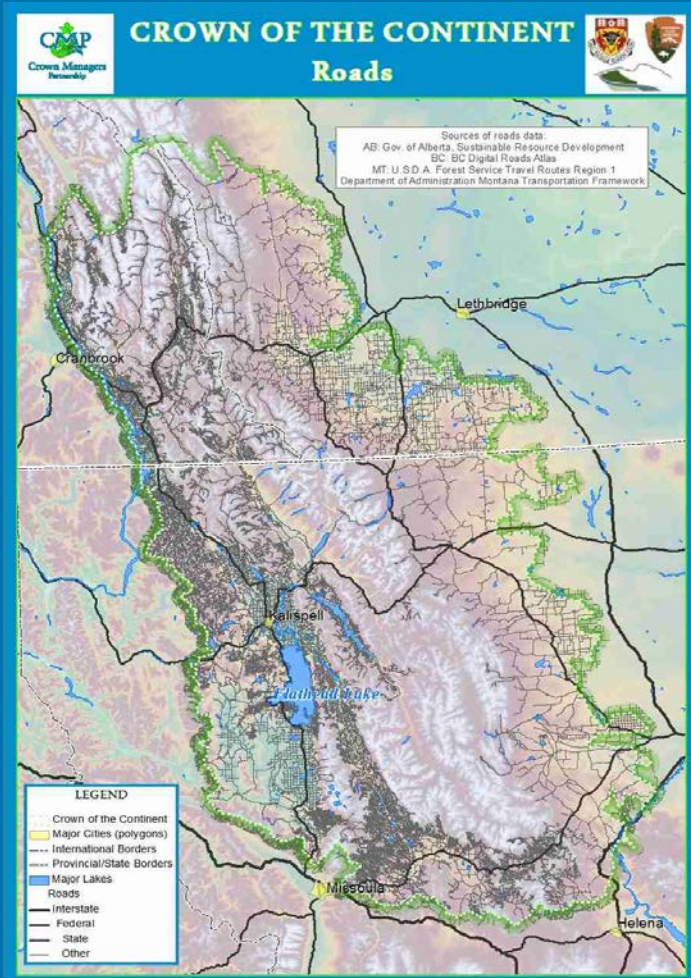 CMP
Crown Managers
Partnership
CROWN OF THE CONTINENT
Roads
Sources of roads data:
AB: Gov. of Alberta, Sustainable Resource Development
BC: BC Digital Roads Atlas
MT: U.S.D.A. Forest Service Travel Routes Region 1
Department of Administration Montana Transportation Framework
Lethbridge
Cranbrook
Kalispell
Flathead Lake
Missoula
Helena
LEGEND
Crown of the Continent
Major Cities (polygons)
International Borders
Provincial/State Borders
Major Lakes
Roads
Interstate
Federal
State
Other